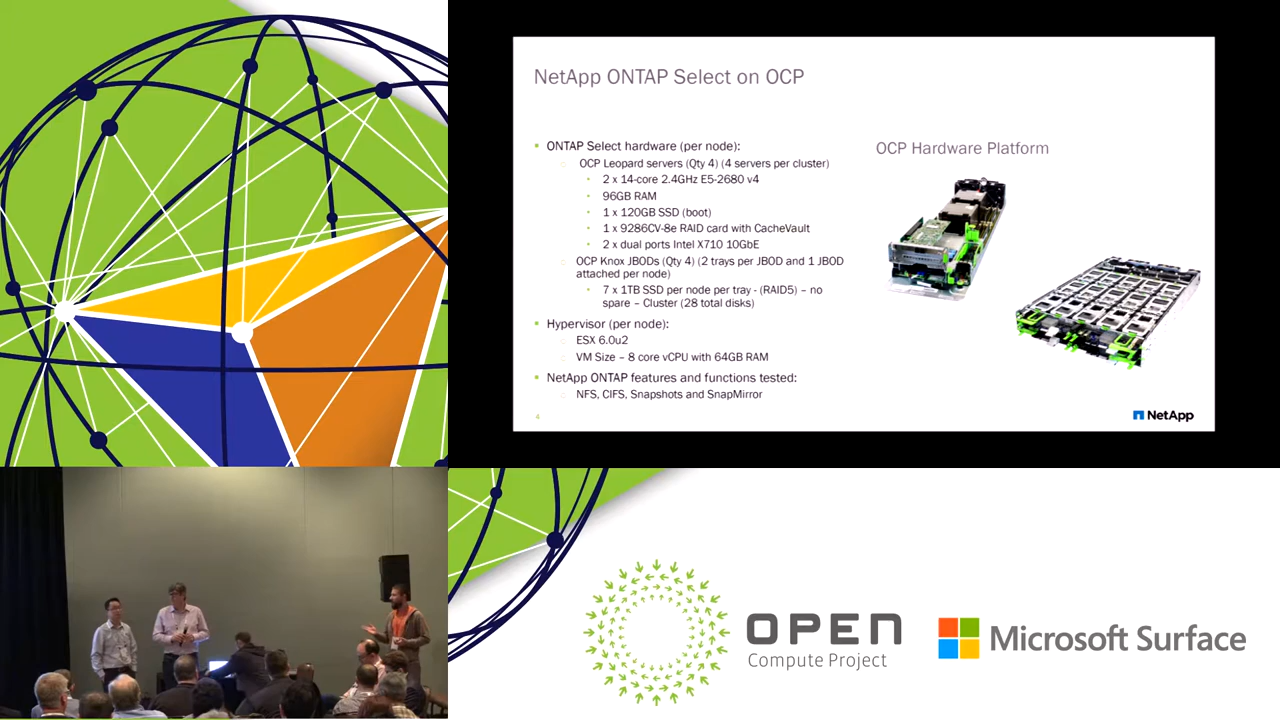 NetApp ONTAP Select on OCP
ONTAP Select hardware (per node):
OCP Leopard servers (Qty 4) (4 servers per cluster)
2 x 14-core 2.4GHz E5-2680 v4
96GB RAM
1 x 120GB SSD (boot)
1 x 9286CV-8e RAID card with CacheVault
2 x dual ports Intel X710 10GbE
OCP Knox JBODs (Qty 4) (2 trays per JBOD and 1 JBOD
attached per node)
7 x 1TB SSD per node per tray - (RAID5) – no
spare – Cluster (28 total disks)
Hypervisor (per node):
ESX 6.0u2
VM Size – 8 core vCPU with 64GB RAM
NetApp ONTAP features and functions tested:
NFS, CIFS, Snapshots and SnapMirror
4
OCP Hardware Platform
NetApp
OPEN
Compute Project
Microsoft Surface